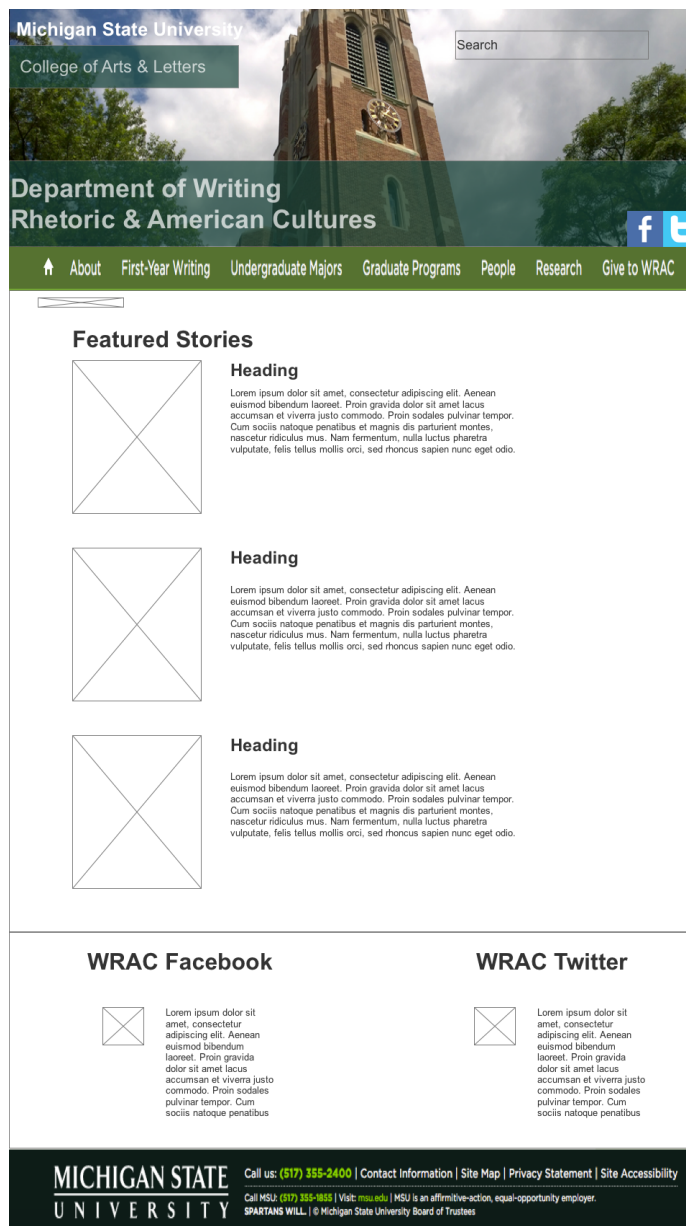 Michigan State University
Search
College of Arts & Letters
Department of Writing
Rhetoric & American Cultures
f
About First-Year Writing Undergraduate Majors Graduate Programs People Research Give to WRAC
Featured Stories
Heading
Lorem ipsum dolor sit amet, consectetur adipiscing elit. Aenean
euismod bibendum laoreet. Proin gravida dolor sit amet lacus
accumsan et viverra justo commodo. Proin sodales pulvinar tempor.
Cum sociis natoque penatibus et magnis dis parturient montes,
nascetur ridiculus mus. Nam fermentum, nulla luctus pharetra
vulputate, felis tellus mollis orci, sed rhoncus sapien nunc eget odio.
Heading
Lorem ipsum dolor sit amet, consectetur adipiscing elit. Aenean
euismod bibendum laoreet. Proin gravida dolor sit amet lacus
accumsan et viverra justo commodo. Proin sodales pulvinar tempor.
Cum sociis natoque penatibus et magnis dis parturient montes,
nascetur ridiculus mus. Nam fermentum, nulla luctus pharetra
vulputate, felis tellus mollis orci, sed rhoncus sapien nunc eget odio.
Heading
Lorem ipsum dolor sit amet, consectetur adipiscing elit. Aenean
euismod bibendum laoreet. Proin gravida dolor sit amet lacus
accumsan et viverra justo commodo. Proin sodales pulvinar tempor.
Cum sociis natoque penatibus et magnis dis parturient montes,
nascetur ridiculus mus. Nam fermentum, nulla luctus pharetra
vulputate, felis tellus mollis orci, sed rhoncus sapien nunc eget odio.
WRAC Facebook
Lorem ipsum dolor sit
amet, consectetur
adipiscing elit. Aenean
euismod bibendum
laoreet. Proin gravida
dolor sit amet lacus
accumsan et viverra justo
commodo. Proin sodales
pulvinar tempor. Cum
sociis natoque penatibus
WRAC Twitter
Lorem ipsum dolor sit
amet, consectetur
adipiscing elit. Aenean
euismod bibendum
laoreet. Proin gravida
dolor sit amet lacus
accumsan et viverra justo
commodo. Proin sodales
pulvinar tempor. Cum
sociis natoque penatibus
MICHIGAN STATE
UNIVERSITY
Call us: (517) 355-2400 | Contact Information | Site Map | Privacy Statement | Site Accessibility
Call MSU: (517) 355-1855 | Visit: msu.edu | MSU is an affirmitive-action, equal-opportunity employer.
SPARTANS WILL. | © Michigan State University Board of Trustees